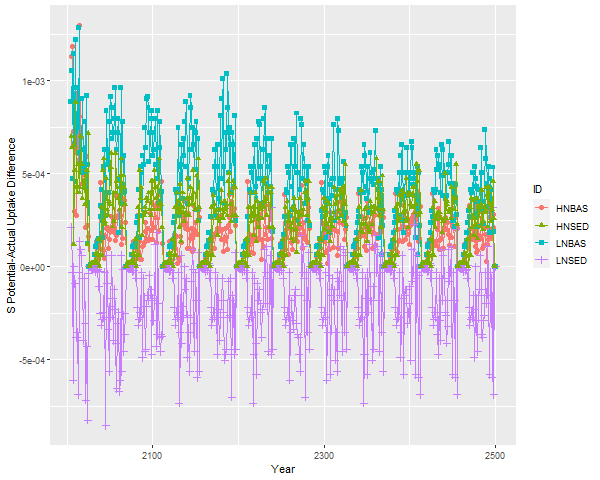 1e-03
5e-04
0e+00
-5e-04
S Potential-Actual Uptake Difference
2100
2300
2500
Year
ID
HNBAS
HNSED
LNBAS
LNSED